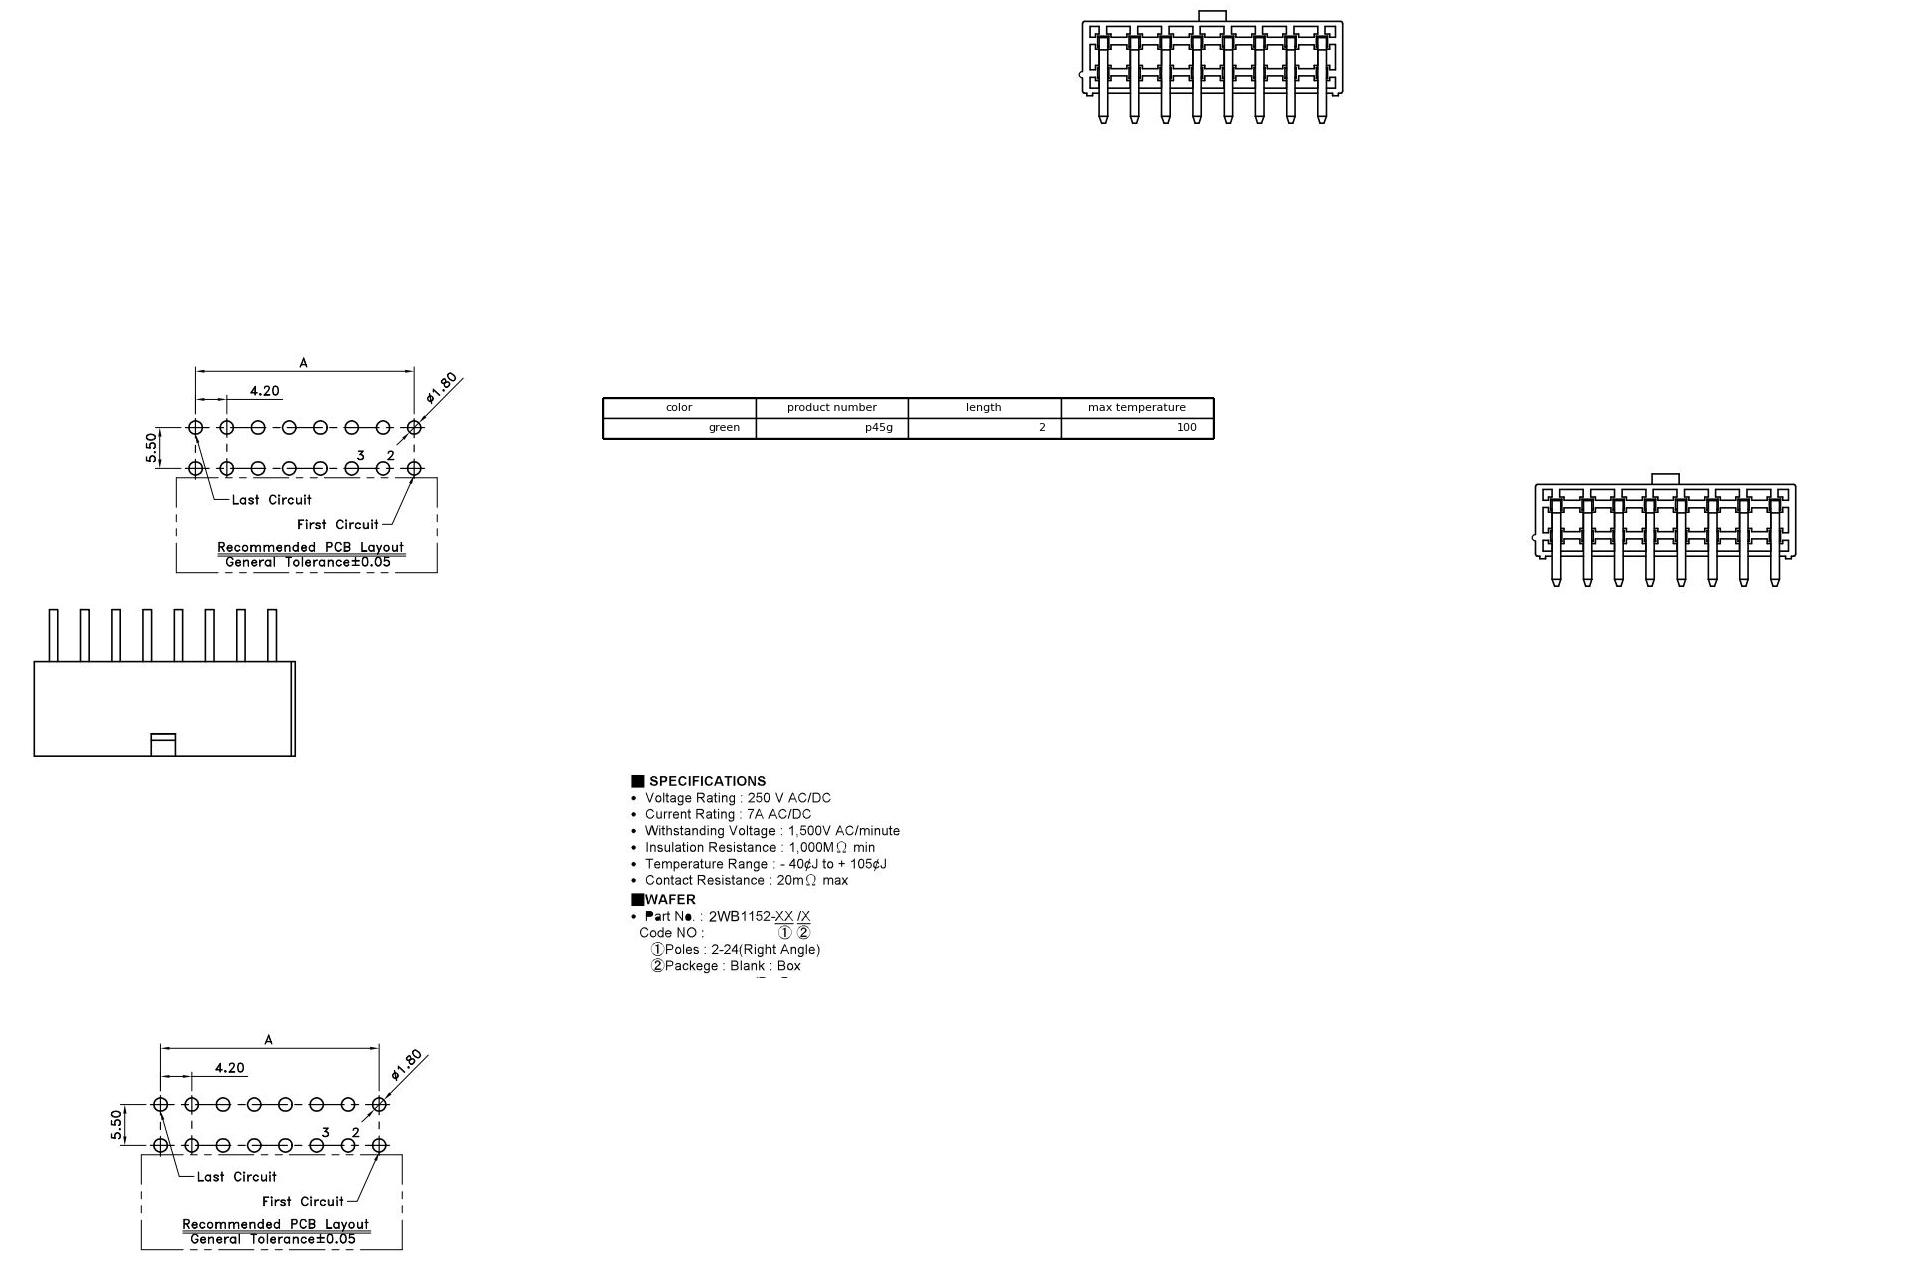 A
4.20
ø1.80
5.50
3 2
Last Circuit
First Circuit
Recommended PCB Layout
General Tolerance±0.05
color product number length max temperature
green p45g 2 100
■ SPECIFICATIONS
• Voltage Rating : 250 V AC/DC
• Current Rating : 7A AC/DC
• Withstanding Voltage : 1,500V AC/minute
• Insulation Resistance : 1,000MΩ min
• Temperature Range : - 40¢J to + 105¢J
• Contact Resistance : 20mΩ max
■WAFER
• Part No. : 2WB1152-XX /X
Code NO : ① ②
①Poles : 2-24(Right Angle)
②Packege : Blank : Box
A
4.20
ø1.80
5.50
3 2
Last Circuit
First Circuit
Recommended PCB Layout
General Tolerance±0.05